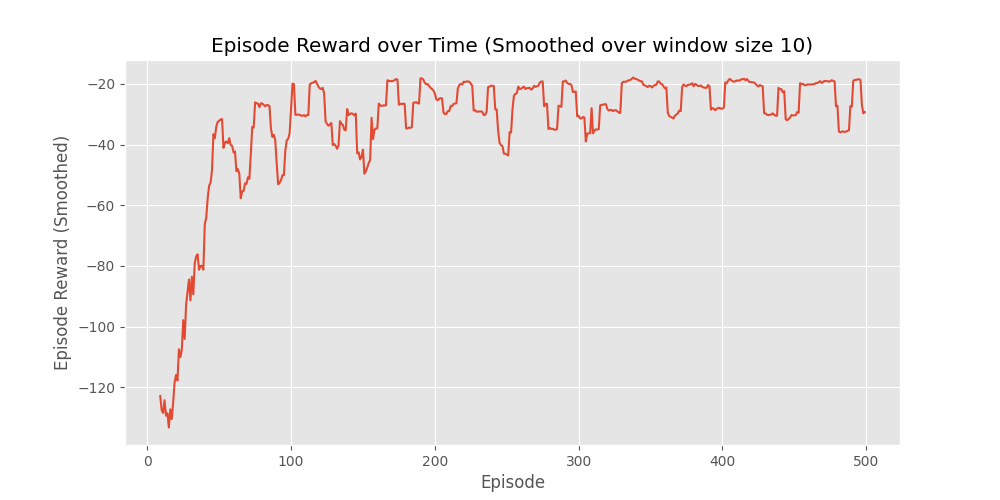 Episode Reward over Time (Smoothed over window size 10)
Episode Reward (Smoothed)
−20
−40
−60
−80
−100
−120
0 100 200 300 400 500
Episode